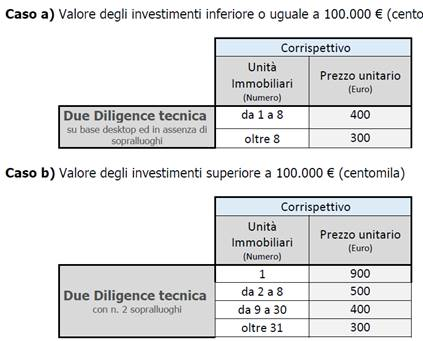 Caso a) Valore degli investimenti inferiore o uguale a 100.000 € (cento
Corrispettivo
Unità
Immobiliari
(Numero)
Prezzo unitario
(Euro)
Due Diligence tecnica
su base desktop ed in assenza di
sopralluoghi
da 1 a 8
400
oltre 8
300
Caso b) Valore degli investimenti superiore a 100.000 € (centomila)
Corrispettivo
Unità
Immobiliari
(Numero)
Prezzo unitario
(Euro)
Due Diligence tecnica
con n. 2 sopralluoghi
1
900
da 2 a 8
500
da 9 a 30
400
oltre 31
300